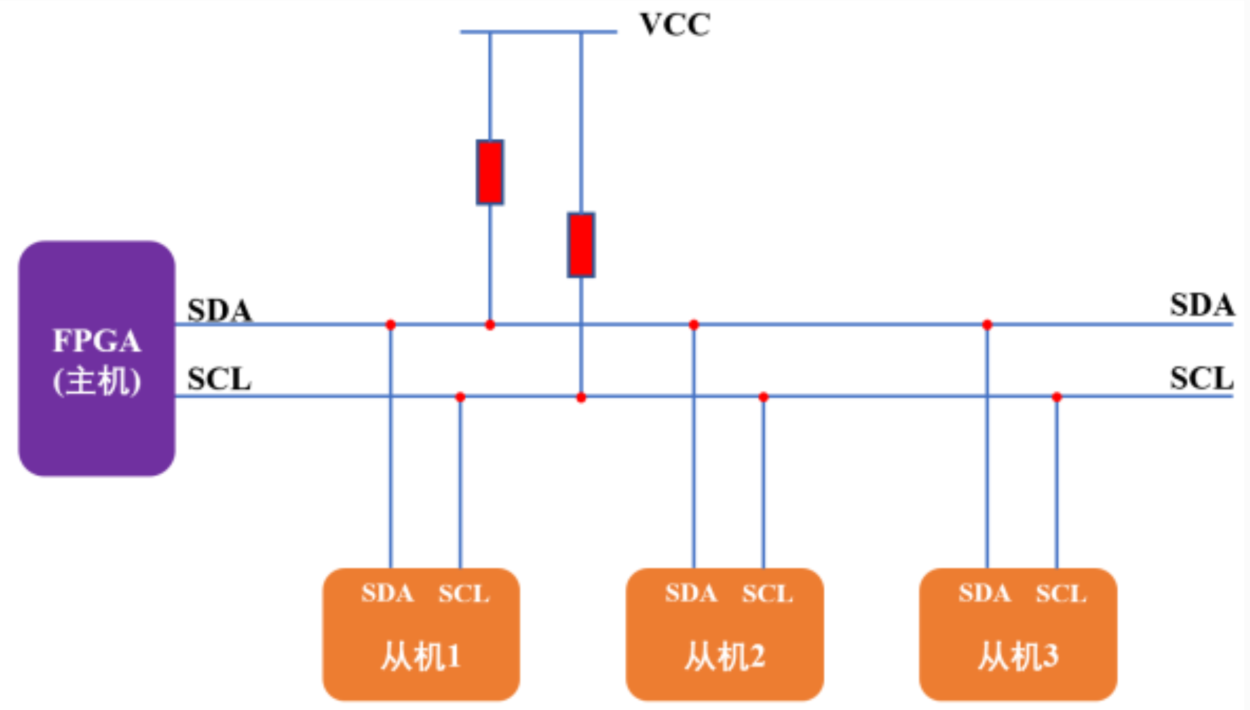 VCC
SDA
SDA
FPGA
(主机)
SCL
SCL
SDA SCL
从机1
SDA SCL
从机2
SDA SCL
从机3